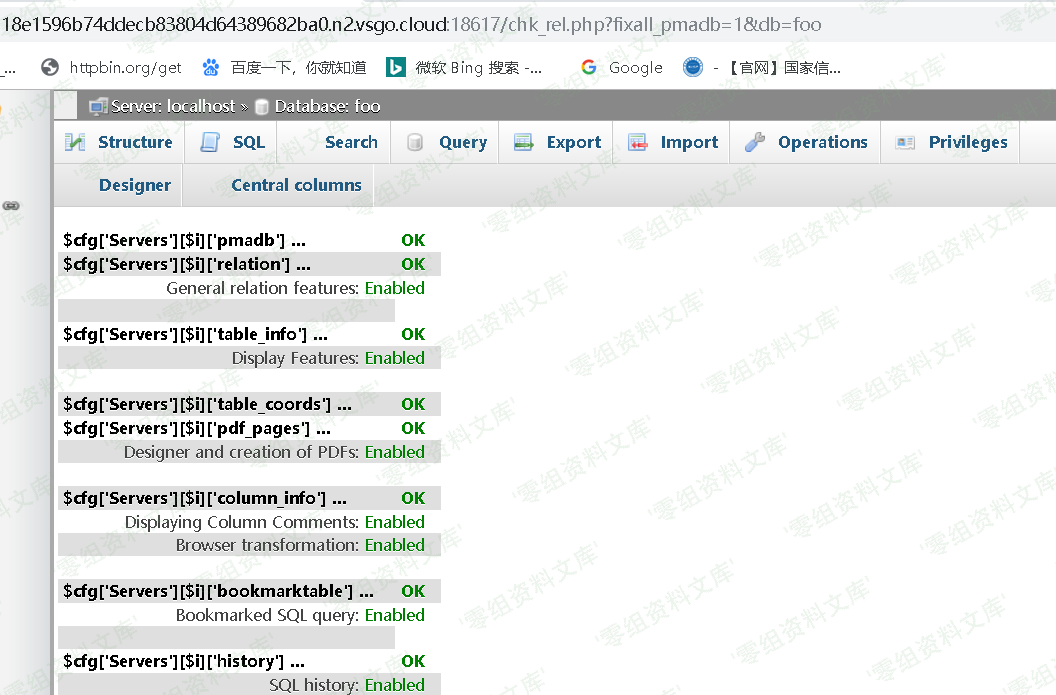 18e1596b74ddecb83804d64389682ba0.n2.vsgo.cloud:18617/chk_rel.php?fixall_pmadb=1&db=foo
... httpbin.org/get 百度一下，你就知道 微软 Bing 搜索 -... Google - 【官网】国家信...
Server: localhost » Database: foo
Structure SQL Search Query Export Import Operations Privileges
Designer Central columns
$cfg['Servers'][$i]['pmadb'] ... OK
$cfg['Servers'][$i]['relation'] ... OK
General relation features: Enabled
$cfg['Servers'][$i]['table_info'] ... OK
Display Features: Enabled
$cfg['Servers'][$i]['table_coords'] ... OK
$cfg['Servers'][$i]['pdf_pages'] ... OK
Designer and creation of PDFs: Enabled
$cfg['Servers'][$i]['column_info'] ... OK
Displaying Column Comments: Enabled
Browser transformation: Enabled
$cfg['Servers'][$i]['bookmarktable'] ... OK
Bookmarked SQL query: Enabled
$cfg['Servers'][$i]['history'] ... OK
SQL history: Enabled
'零组资料文库'